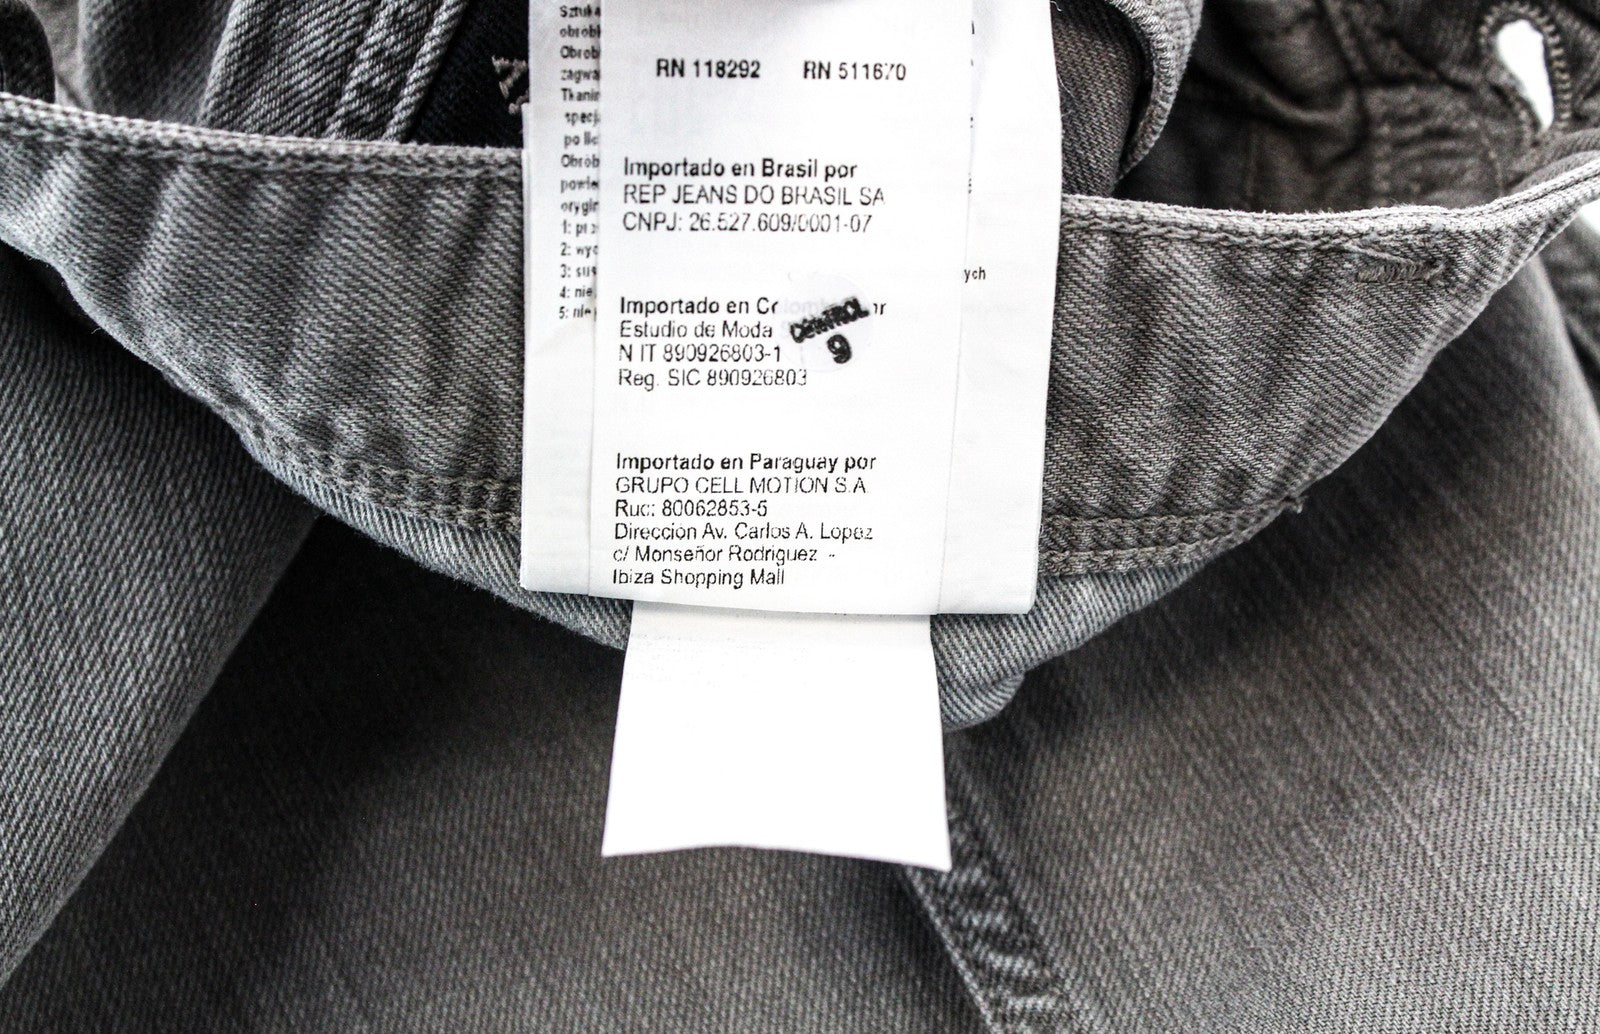 RN 118292 RN 511670
Importado en Brasil por
REP JEANS DO BRASIL SA
CNPJ: 26.527.609/0001-07
Importado en
Estudio de Moda
N IT 890926803-1
Reg. SIC 890926803
CONTROL
9
Importado en Paraguay por
GRUPO CELL MOTION S.A.
Ruc: 80062853-5
Dirección Av. Carlos A. Lopez
c/ Monseñor Rodriguez -
Ibiza Shopping Mall